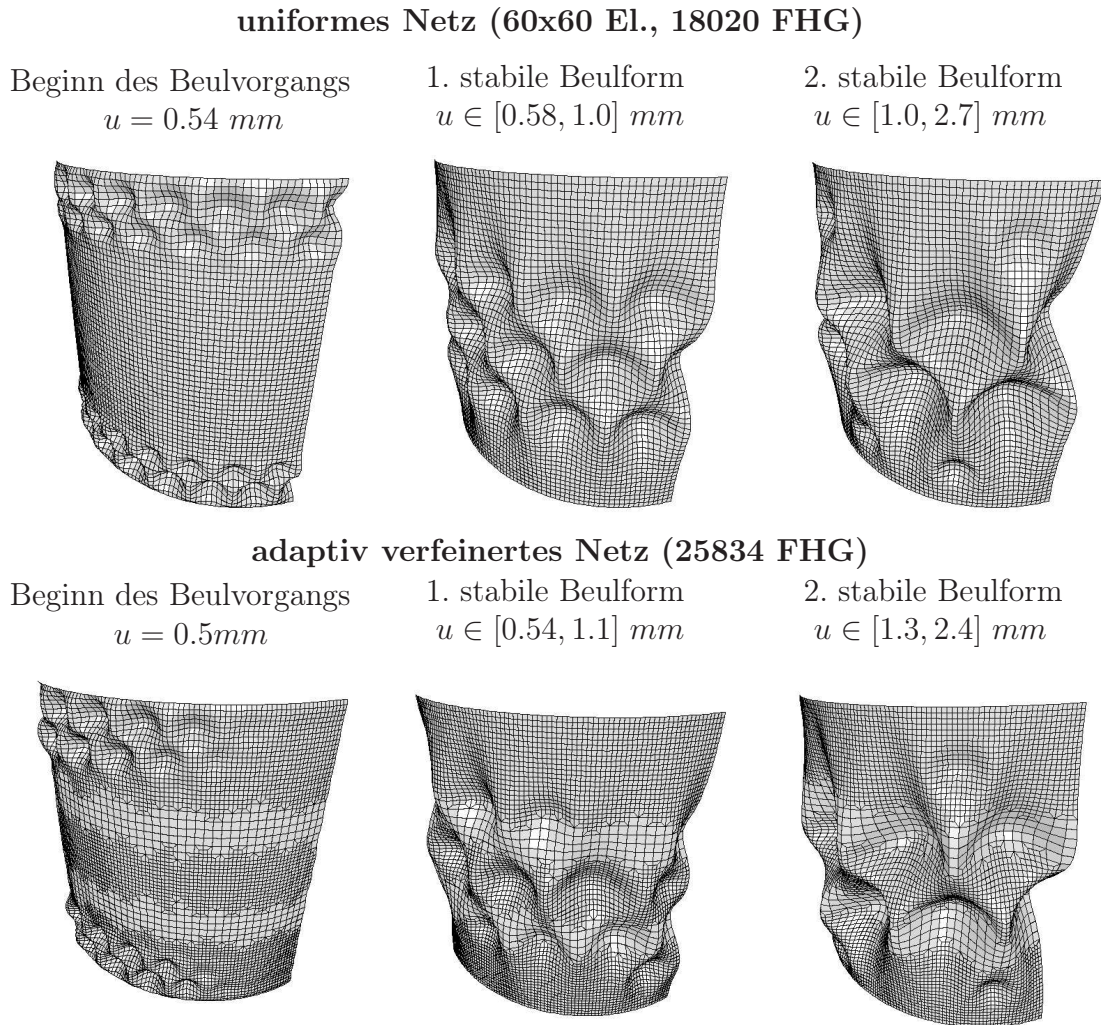 uniformes Netz (60x60 El., 18020 FHG)
Beginn des Beulvorgangs
u = 0.54 mm
1. stabile Beulform
u ∈ [0.58, 1.0] mm
2. stabile Beulform
u ∈ [1.0, 2.7] mm
adaptiv verfeinertes Netz (25834 FHG)
Beginn des Beulvorgangs
u = 0.5mm
1. stabile Beulform
u ∈ [0.54, 1.1] mm
2. stabile Beulform
u ∈ [1.3, 2.4] mm